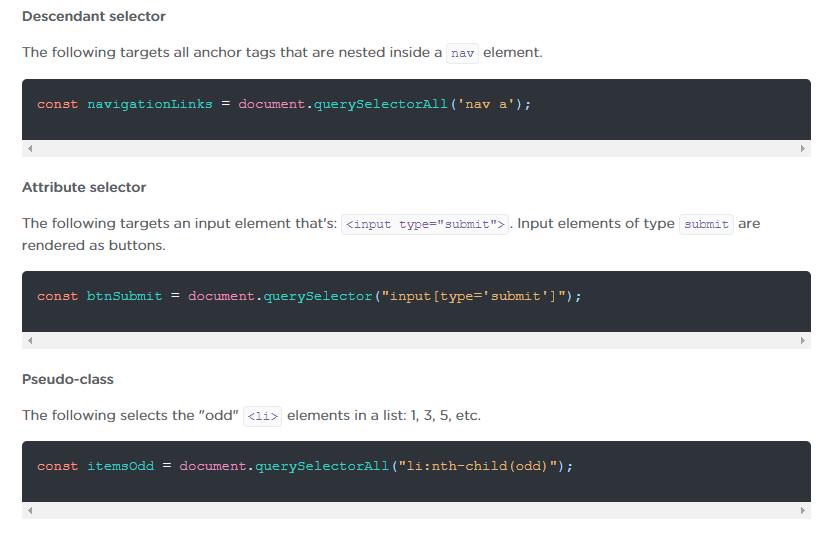 Descendant selector
The following targets all anchor tags that are nested inside a nav element.
const navigationLinks = document.querySelectorAll('nav a');
Attribute selector
The following targets an input element that's: <input type="submit">. Input elements of type submit are
rendered as buttons.
const btnSubmit = document.querySelector("input[type='submit']");
Pseudo-class
The following selects the "odd" <li> elements in a list: 1, 3, 5, etc.
const itemsOdd = document.querySelectorAll("li:nth-child(odd)");